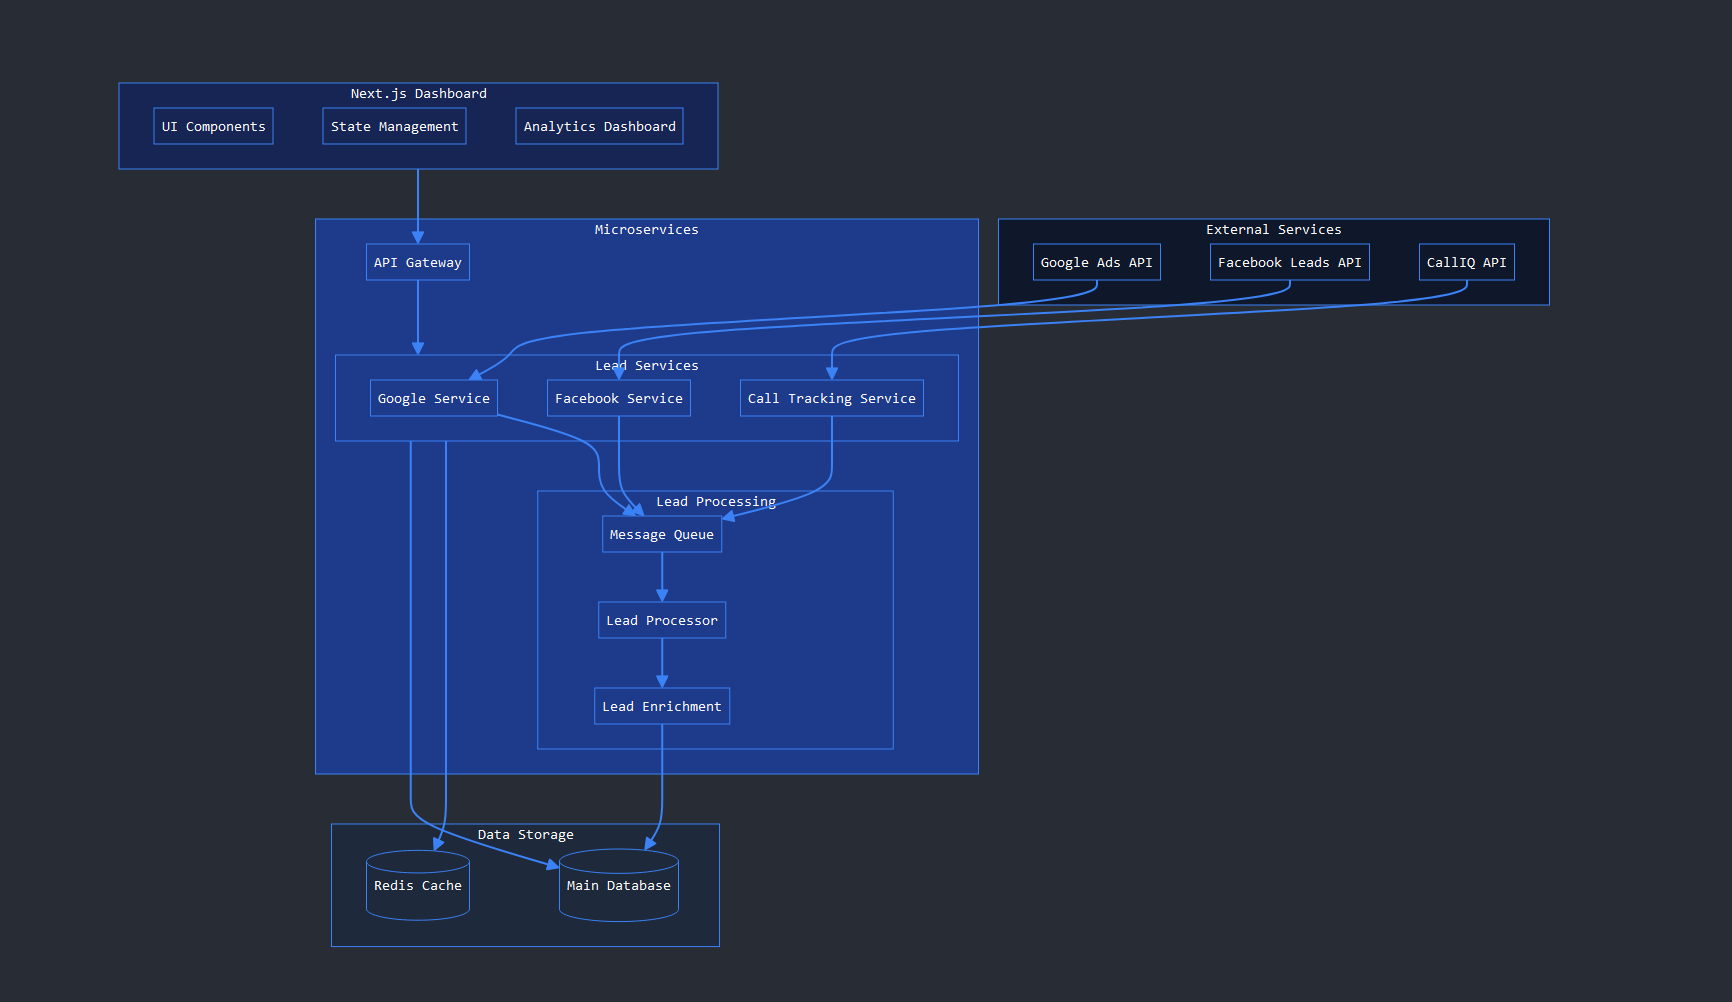 Next.js Dashboard
UI Components
State Management
Analytics Dashboard
Microservices
API Gateway
External Services
Google Ads API
Facebook Leads API
CallIQ API
Lead Services
Google Service
Facebook Service
Call Tracking Service
Lead Processing
Message Queue
Lead Processor
Lead Enrichment
Data Storage
Redis Cache
Main Database